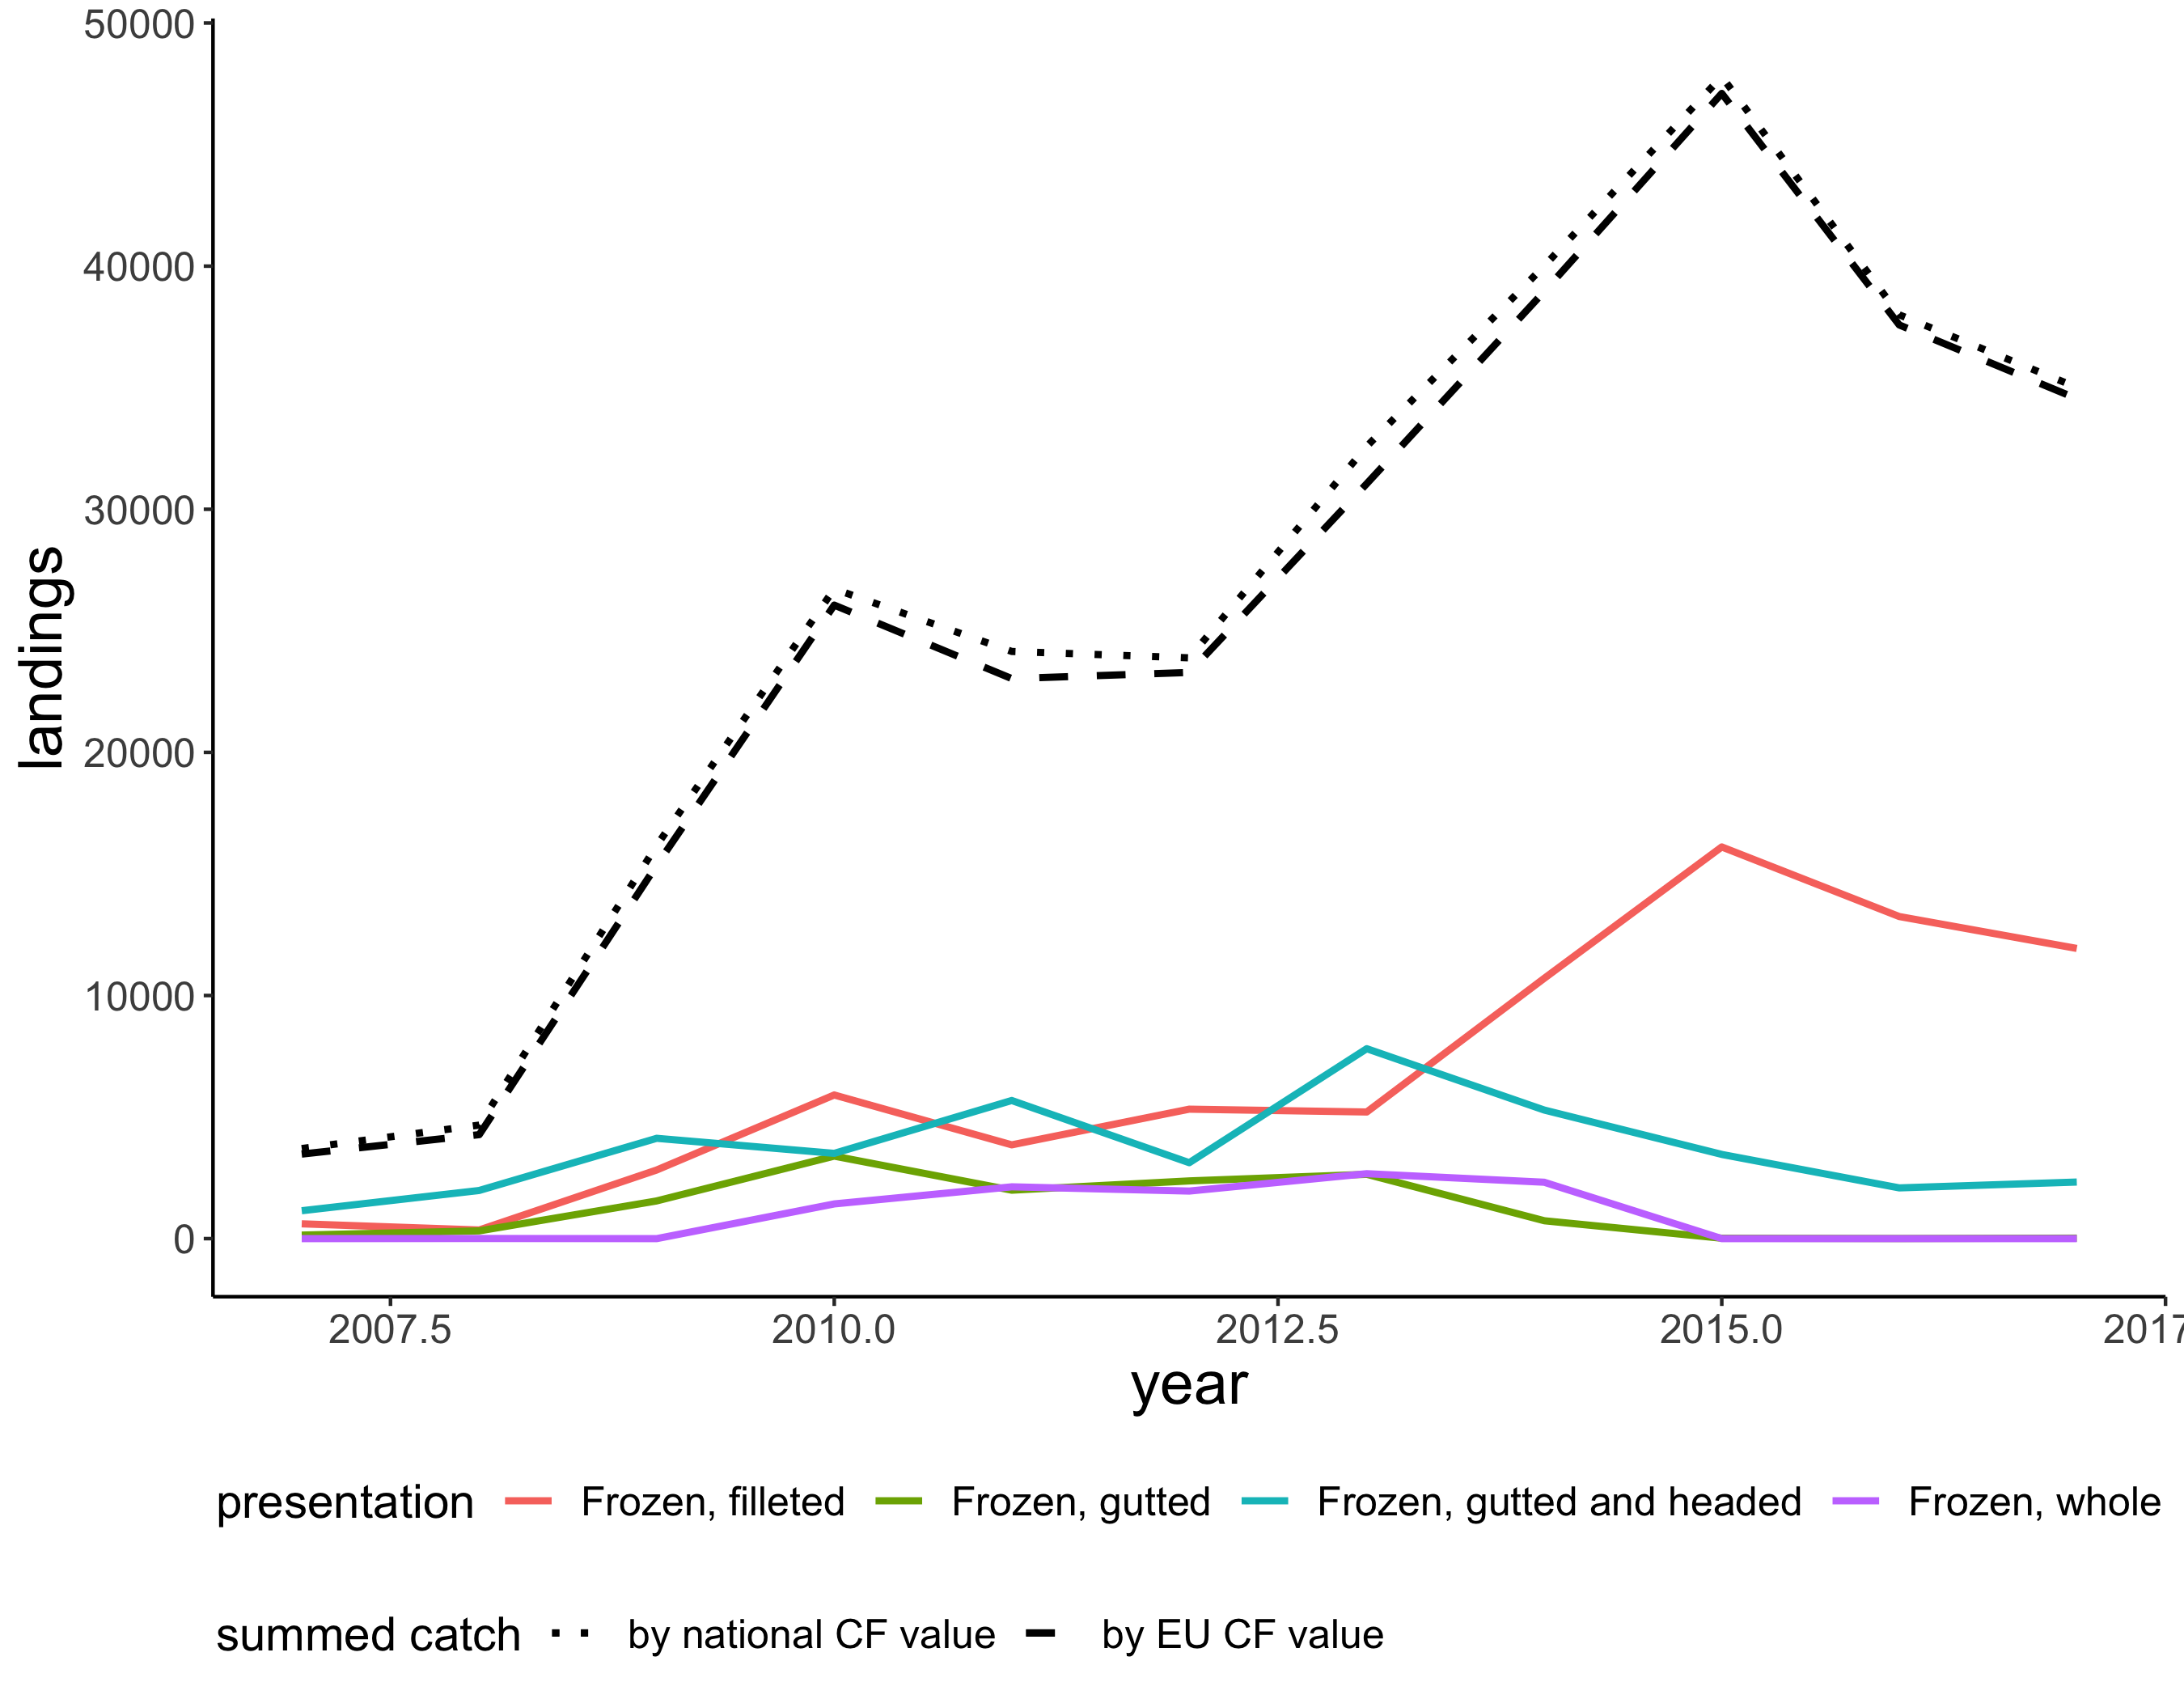 50000
40000
30000
20000
10000
0
landings
2007.5 2010.0 2012.5 2015.0 2017
year
presentation Frozen, filleted Frozen, gutted Frozen, gutted and headed Frozen, whole
summed catch by national CF value by EU CF value